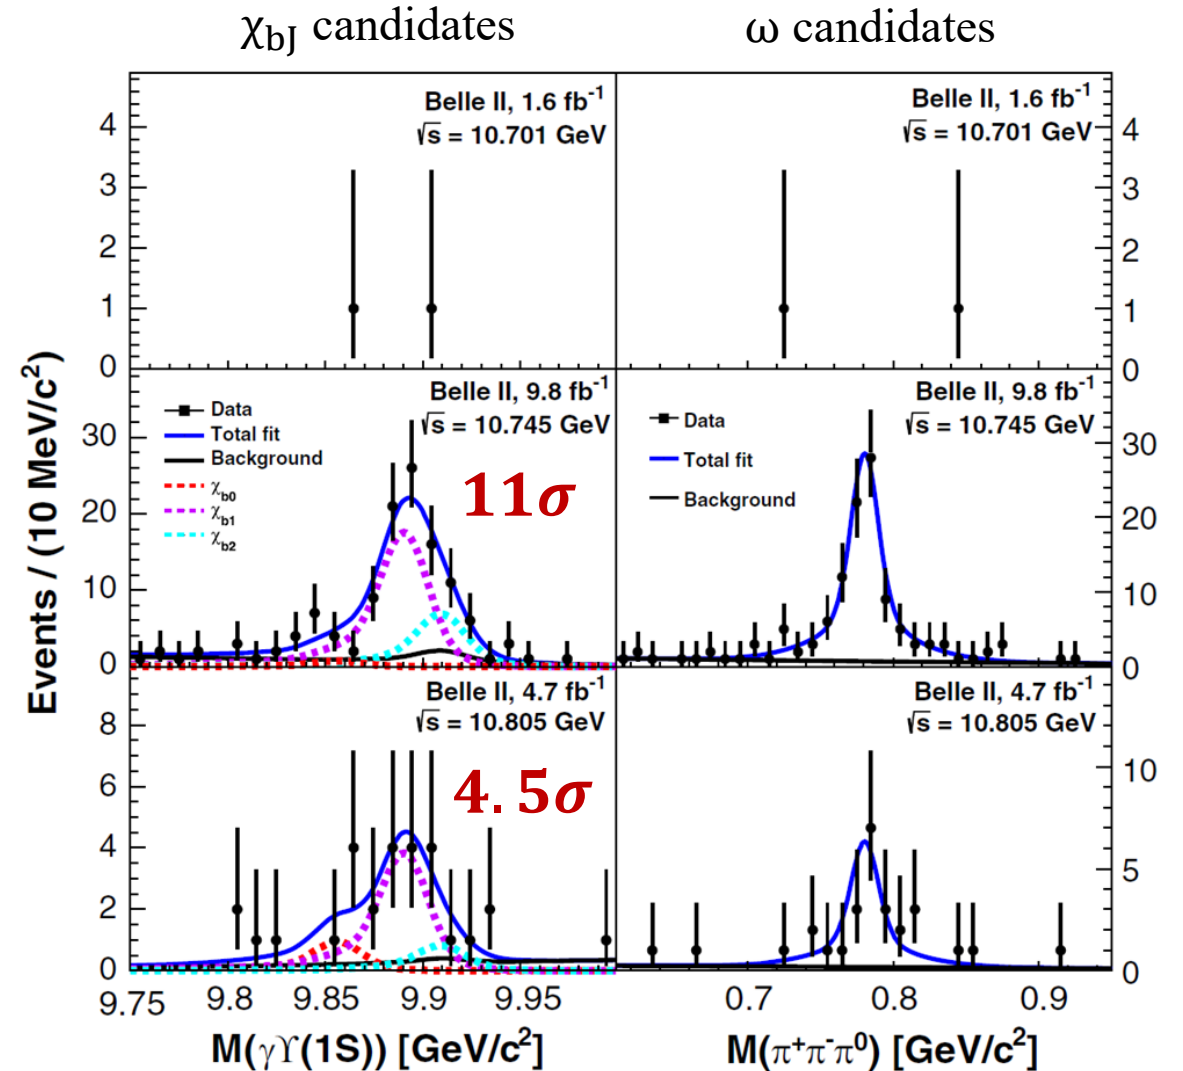 χbJ candidates
ω candidates
Belle II, 1.6 fb⁻¹
√s = 10.701 GeV
4
3
2
1
0
Belle II, 1.6 fb⁻¹
√s = 10.701 GeV
4
3
2
1
0
Events / (10 MeV/c²)
Belle II, 9.8 fb⁻¹
√s = 10.745 GeV
Data
Total fit
Background
χb0
χb1
χb2
11σ
30
20
10
0
Belle II, 9.8 fb⁻¹
√s = 10.745 GeV
Data
Total fit
Background
30
20
10
0
Belle II, 4.7 fb⁻¹
√s = 10.805 GeV
4.5σ
8
6
4
2
0
Belle II, 4.7 fb⁻¹
√s = 10.805 GeV
10
5
0
9.75 9.8 9.85 9.9 9.95
0.7 0.8 0.9
M(γΥ(1S)) [GeV/c²]
M(π⁺π⁻π⁰) [GeV/c²]